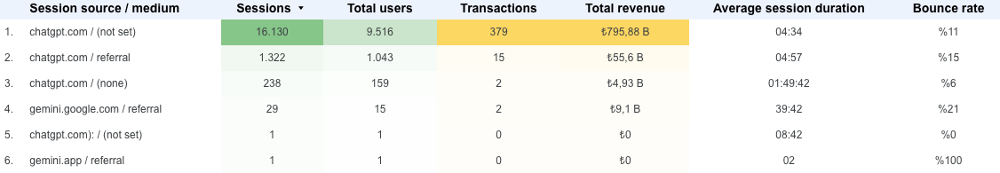 Session source / medium Sessions Total users Transactions Total revenue Average session duration Bounce rate
1. chatgpt.com / (not set) 16.130 9.516 379 ₺795,88 B 04:34 %11
2. chatgpt.com / referral 1.322 1.043 15 ₺55,6 B 04:57 %15
3. chatgpt.com / (none) 238 159 2 ₺4,93 B 01:49:42 %6
4. gemini.google.com / referral 29 15 2 ₺9,1 B 39:42 %21
5. chatgpt.com): / (not set) 1 1 0 ₺0 08:42 %0
6. gemini.app / referral 1 1 0 ₺0 02 %100